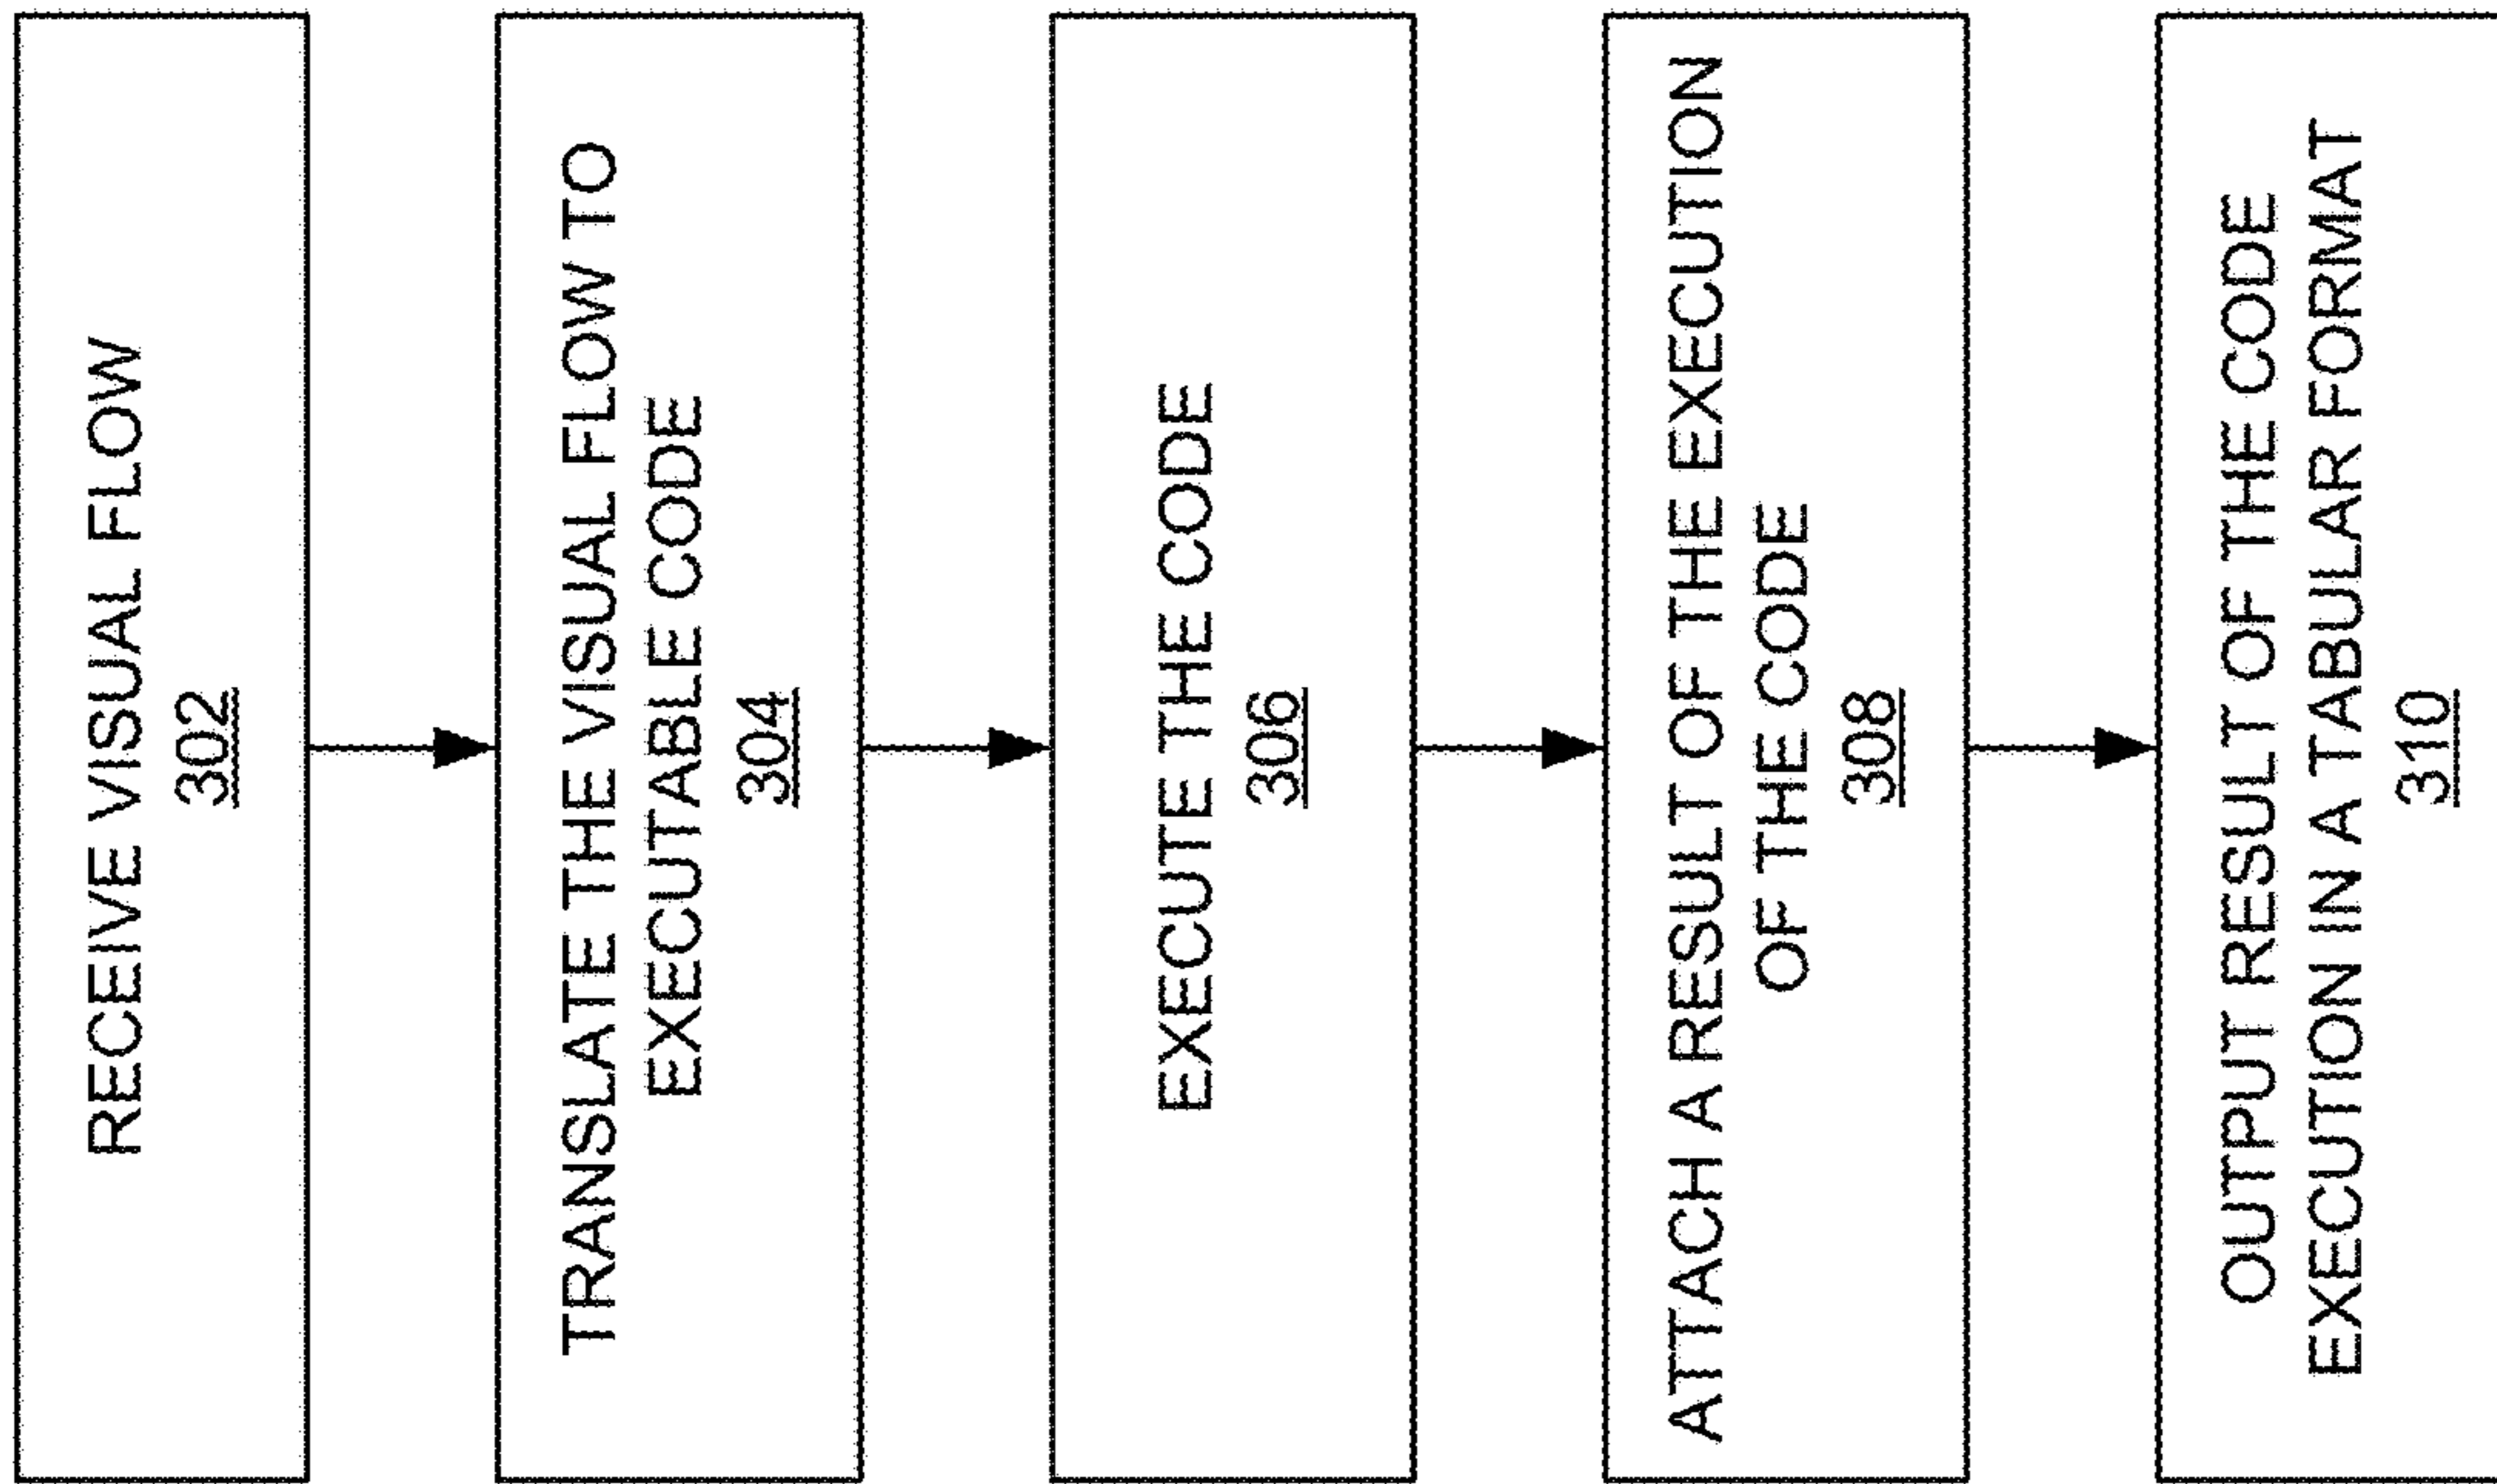 RECEIVE VISUAL FLOW
302
TRANSLATE THE VISUAL FLOW TO
EXECUTABLE CODE
304
EXECUTE THE CODE
306
ATTACH A RESULT OF THE EXECUTION
OF THE CODE
308
OUTPUT RESULT OF THE CODE
EXECUTION IN A TABULAR FORMAT
310